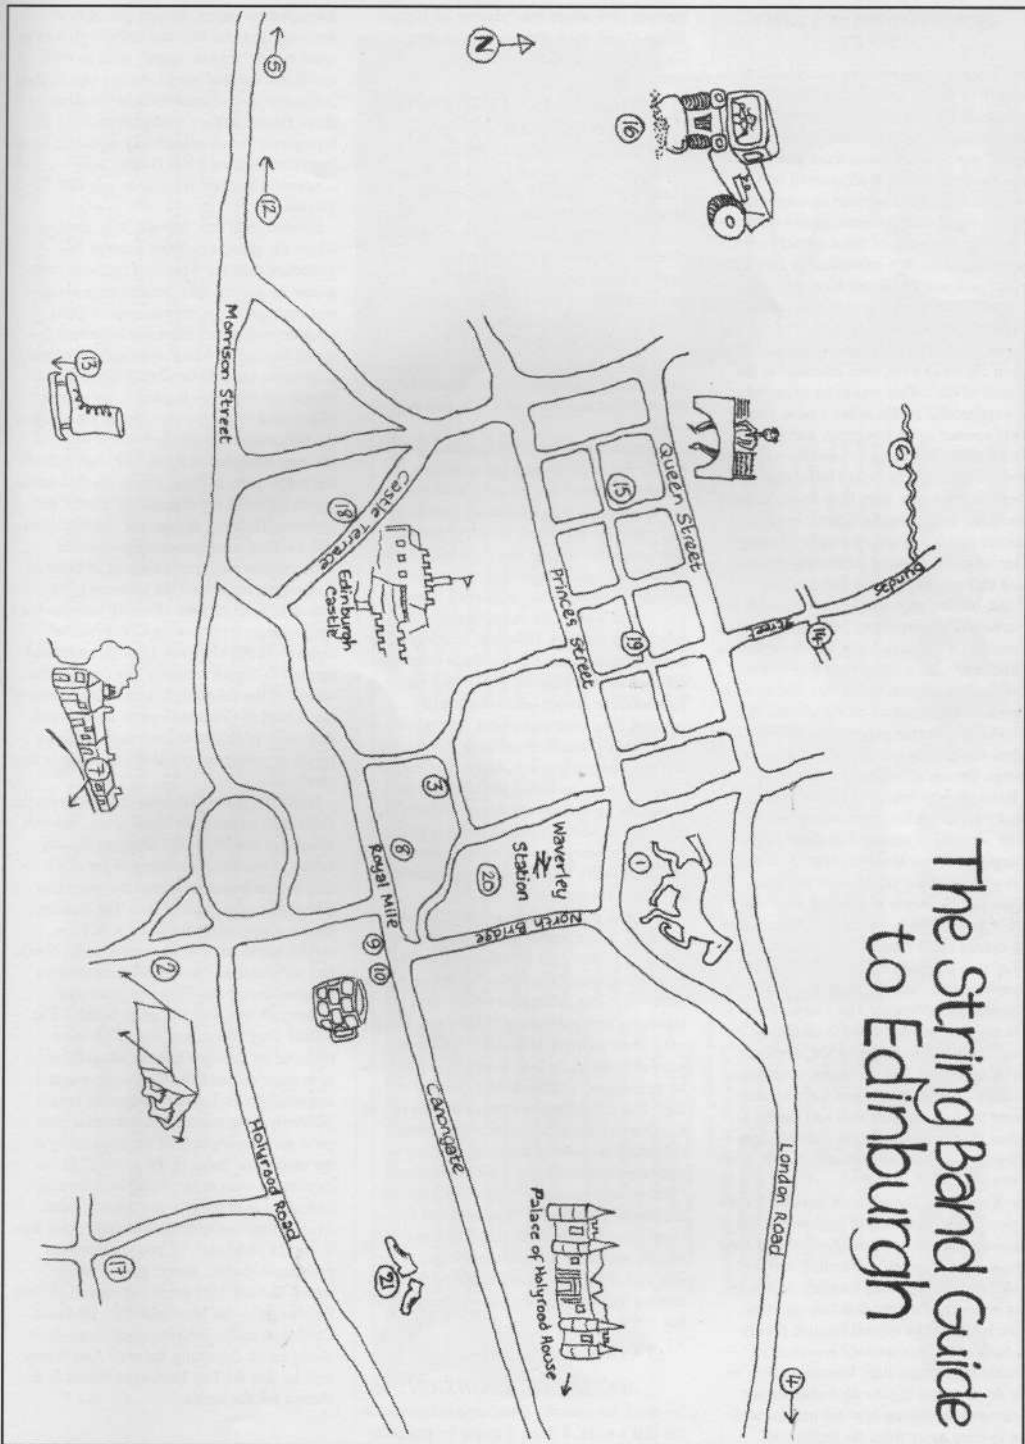 The String Band Guide
to Edinburgh
N
16
5
12
13
Morrison Street
Castle Terrace
18
Edinburgh
Castle
Queen Street
15
Princes Street
19
6
Dundas
Street
14
1
Waverley
Station
20
North Bridge
3
8
Royal Mile
9
10
7
2
Canongate
Holyrood Road
17
21
Palace of Holyrood House
London Road
4